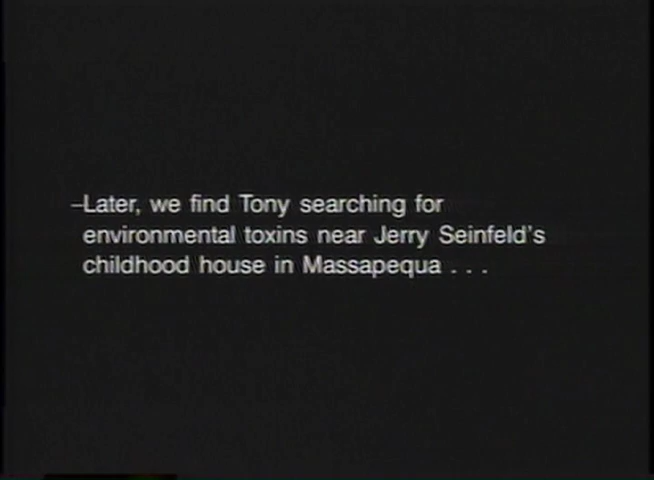 –Later, we find Tony searching for
environmental toxins near Jerry Seinfeld's
childhood house in Massapequa . . .